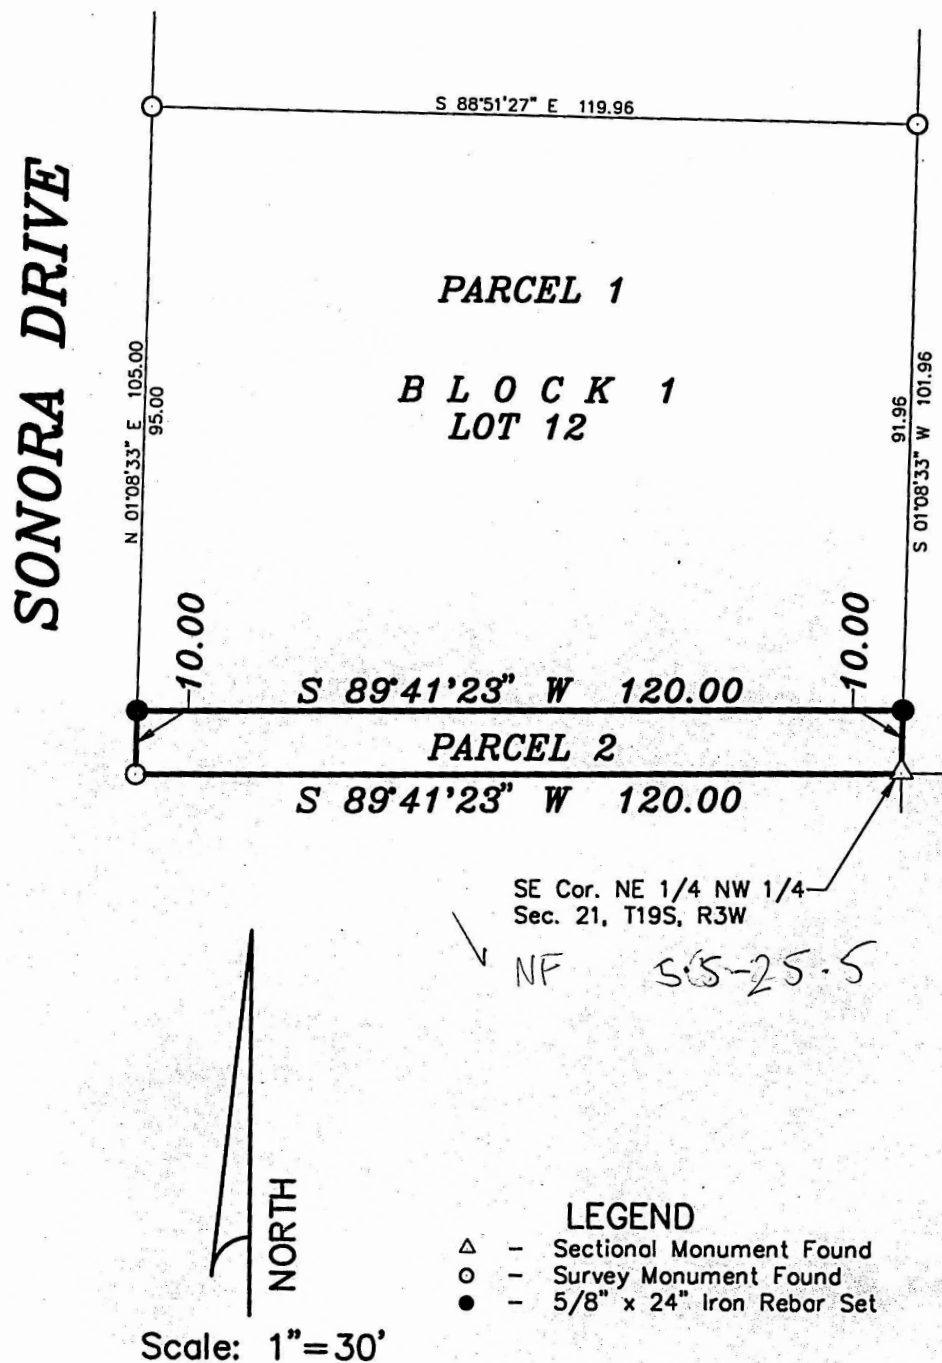 S 88°51'27" E 119.96
SONORA DRIVE
PARCEL 1
BLOCK 1
LOT 12
N 01°08'33" E 105.00
95.00
91.96
S 01°08'33" W 101.96
10.00
10.00
S 89°41'23" W 120.00
PARCEL 2
S 89°41'23" W 120.00
SE Cor. NE 1/4 NW 1/4
Sec. 21, T19S, R3W
NF
NORTH
Scale: 1"=30'
LEGEND
△ - Sectional Monument Found
○ - Survey Monument Found
● - 5/8" x 24" Iron Rebar Set